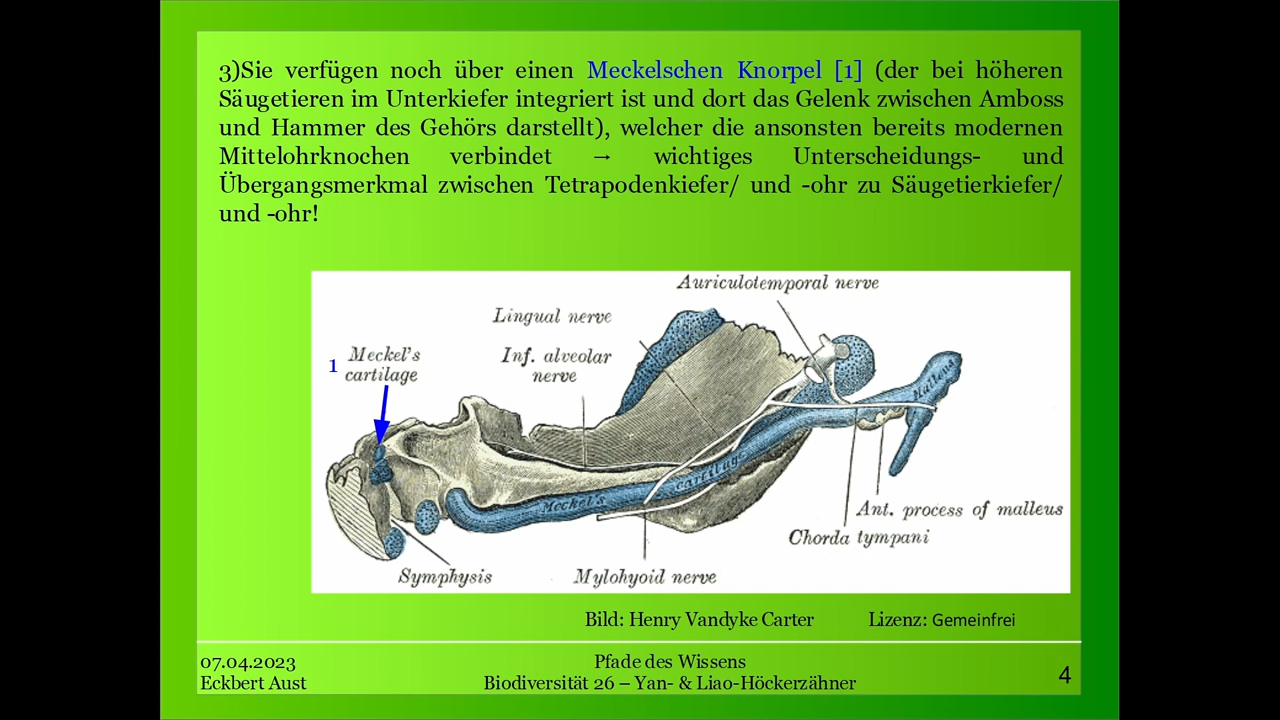 3)Sie verfügen noch über einen Meckelschen Knorpel [1] (der bei höheren
Säugetieren im Unterkiefer integriert ist und dort das Gelenk zwischen Amboss
und Hammer des Gehörs darstellt), welcher die ansonsten bereits modernen
Mittelohrknochen verbindet → wichtiges Unterscheidungs- und
Übergangsmerkmal zwischen Tetrapodenkiefer/ und -ohr zu Säugetierkiefer/
und -ohr!
Auriculotemporal nerve
Lingual nerve
Inf. alveolar
nerve
1
Meckel's
cartilage
Malleus
Meckel's cartilage
Ant. process of malleus
Chorda tympani
Symphysis
Mylohyoid nerve
Bild: Henry Vandyke Carter Lizenz: Gemeinfrei
07.04.2023
Eckbert Aust
Pfade des Wissens
Biodiversität 26 – Yan- & Liao-Höckerzähner
4